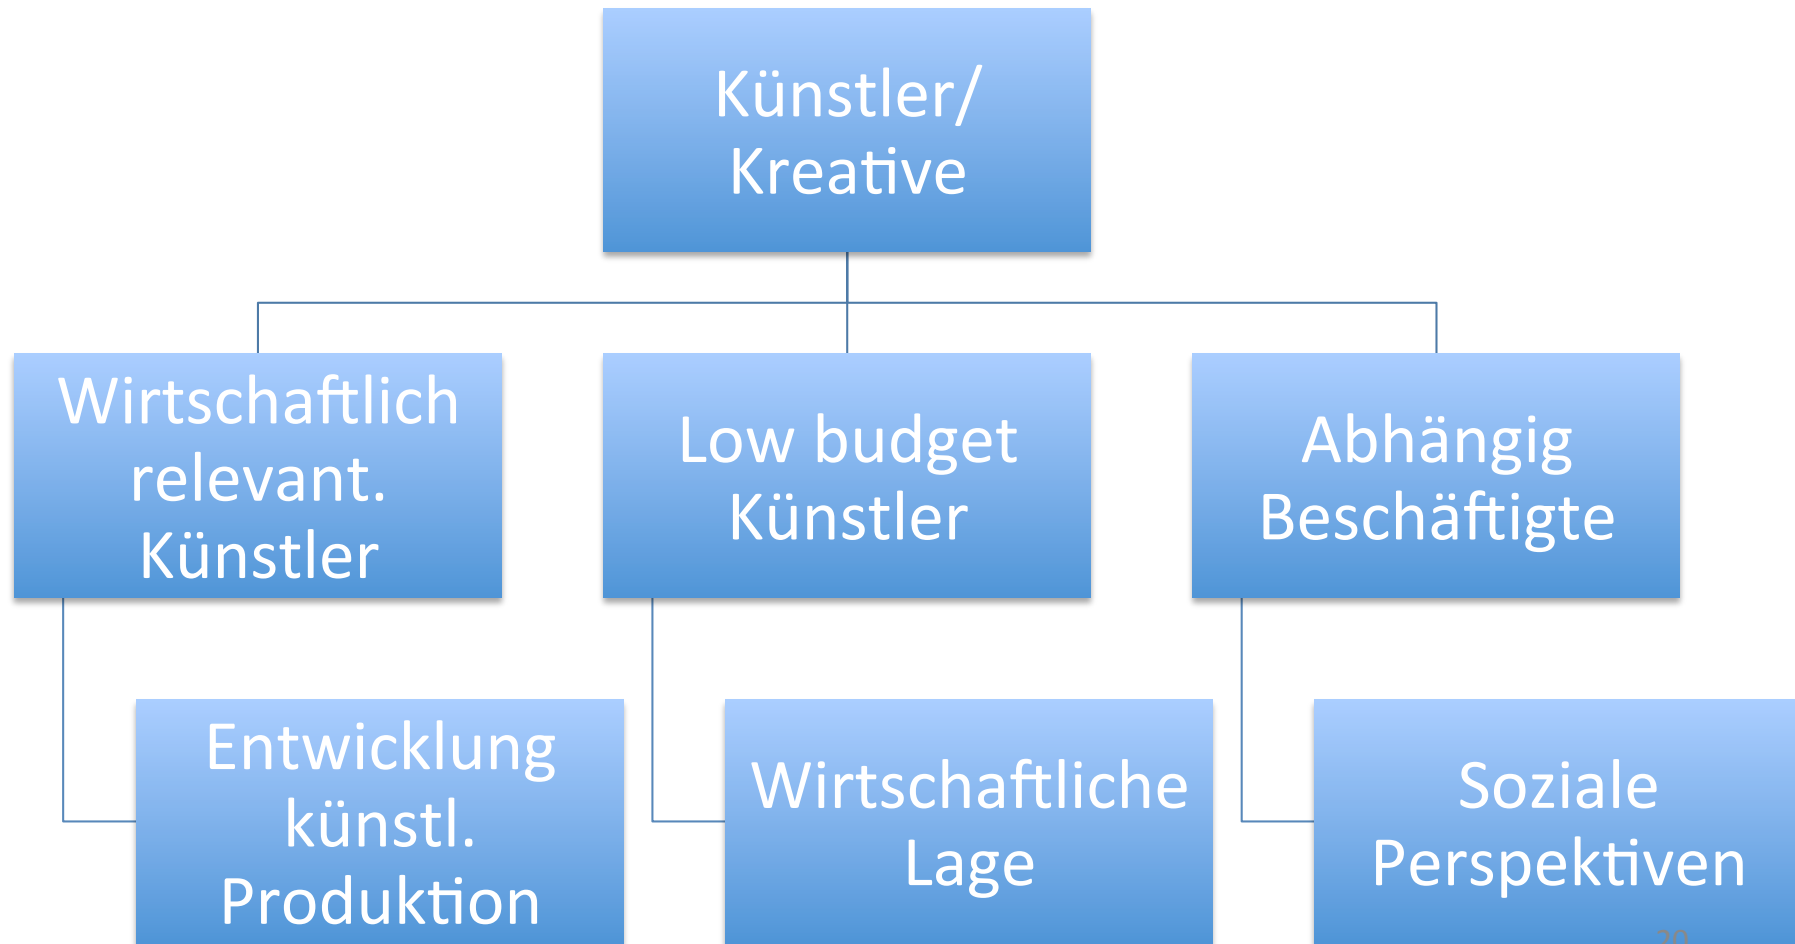 Künstler/
Kreative
Wirtschaftlich
relevant.
Künstler
Low budget
Künstler
Abhängig
Beschäftigte
Entwicklung
künstl.
Produktion
Wirtschaftliche
Lage
Soziale
Perspektiven